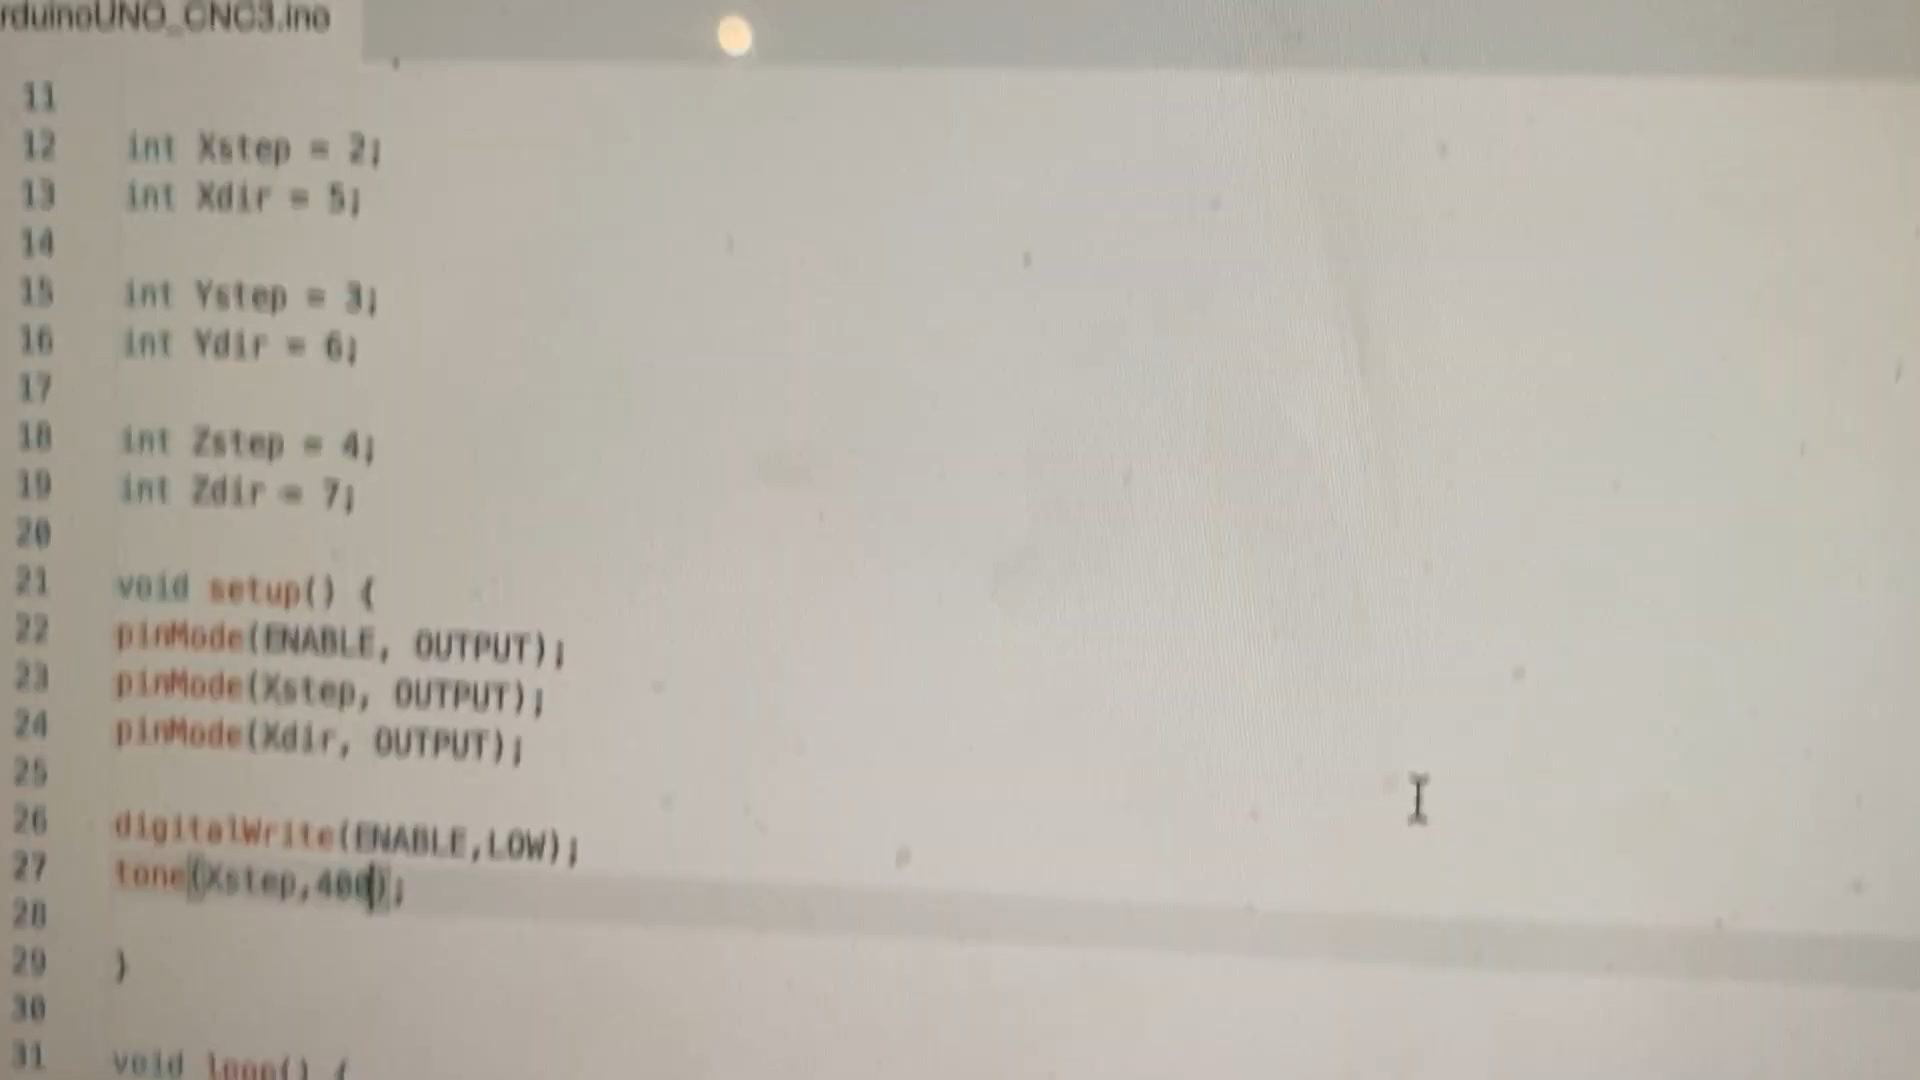 rduinoUNO_CNC3.ino
11
12 int Xstep = 2;
13 int Xdir = 5;
14
15 int Ystep = 3;
16 int Ydir = 6;
17
18 int Zstep = 4;
19 int Zdir = 7;
20
21 void setup() {
22 pinMode(ENABLE, OUTPUT);
23 pinMode(Xstep, OUTPUT);
24 pinMode(Xdir, OUTPUT);
25
26 digitalWrite(ENABLE,LOW);
27 tone(Xstep,400);
28
29 }
30
31 void loop() {